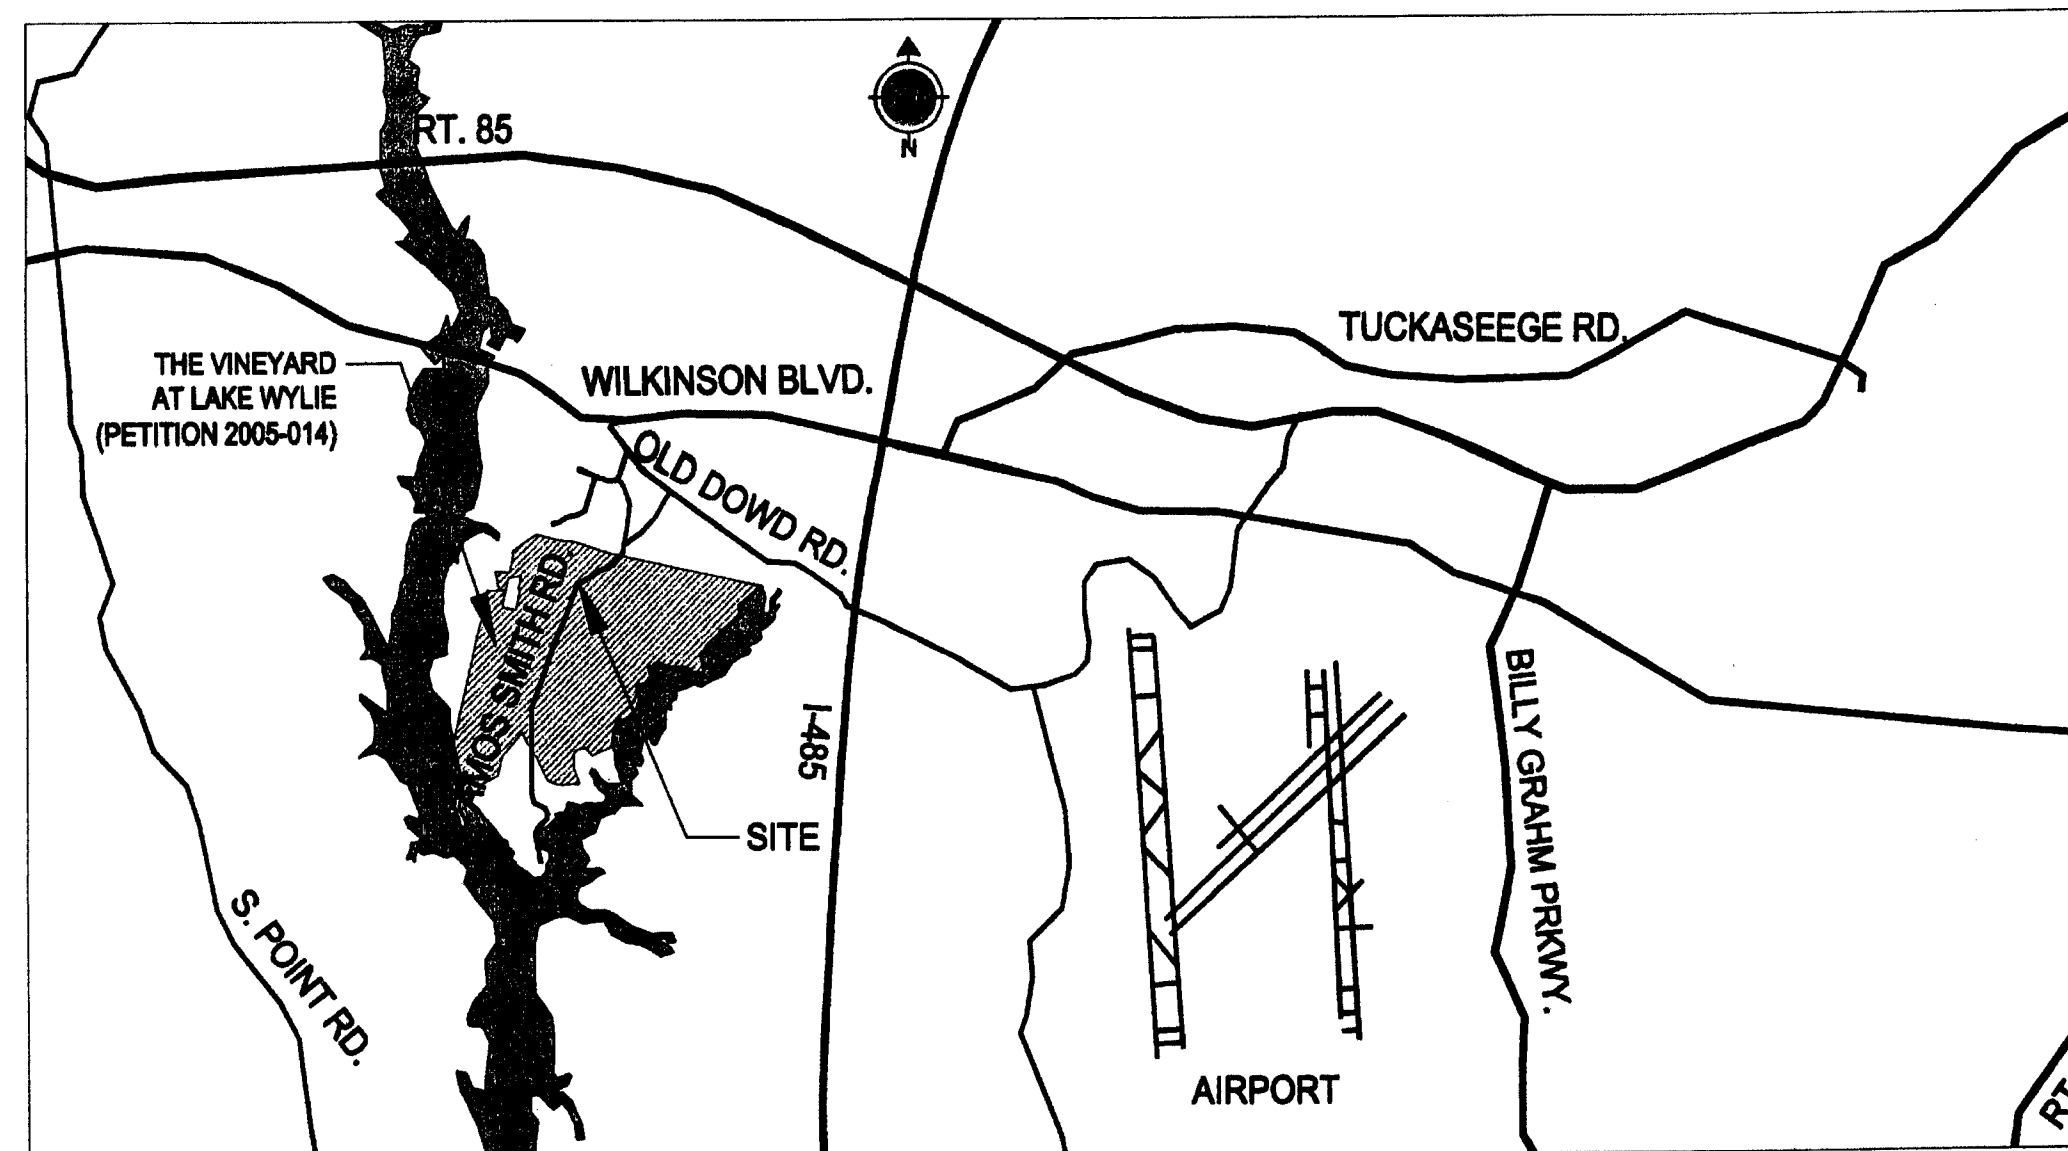 RT. 85
N
TUCKASEEGE RD.
THE VINEYARD
AT LAKE WYLIE
(PETITION 2005-014)
WILKINSON BLVD.
OLD DOWD RD.
MOS SMITH RD.
I-485
SITE
BILLY GRAHM PRKWY.
S. POINT RD.
AIRPORT
RT